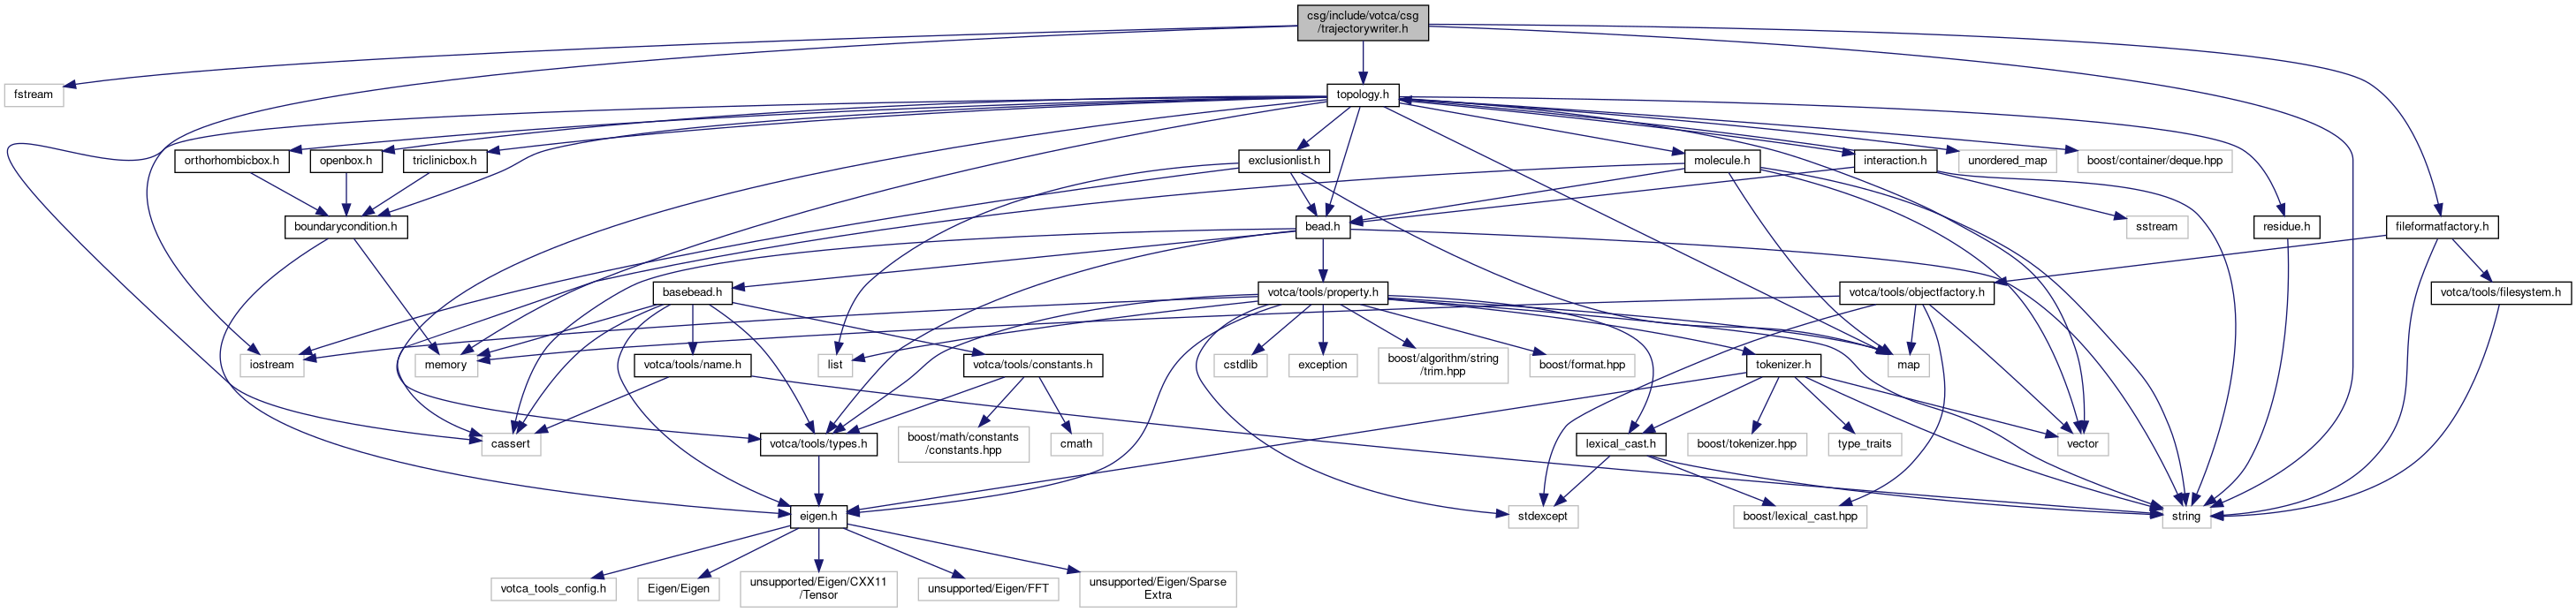 csg/include/votca/csg
/trajectorywriter.h
fstream
topology.h
orthorhombicbox.h
openbox.h
triclinicbox.h
exclusionlist.h
molecule.h
interaction.h
unordered_map
boost/container/deque.hpp
boundarycondition.h
bead.h
sstream
residue.h
fileformatfactory.h
basebead.h
votca/tools/property.h
votca/tools/objectfactory.h
votca/tools/filesystem.h
iostream
memory
votca/tools/name.h
list
votca/tools/constants.h
cstdlib
exception
boost/algorithm/string
/trim.hpp
boost/format.hpp
tokenizer.h
map
cassert
votca/tools/types.h
boost/math/constants
/constants.hpp
cmath
lexical_cast.h
boost/tokenizer.hpp
type_traits
vector
eigen.h
stdexcept
boost/lexical_cast.hpp
string
votca_tools_config.h
Eigen/Eigen
unsupported/Eigen/CXX11
/Tensor
unsupported/Eigen/FFT
unsupported/Eigen/Sparse
Extra